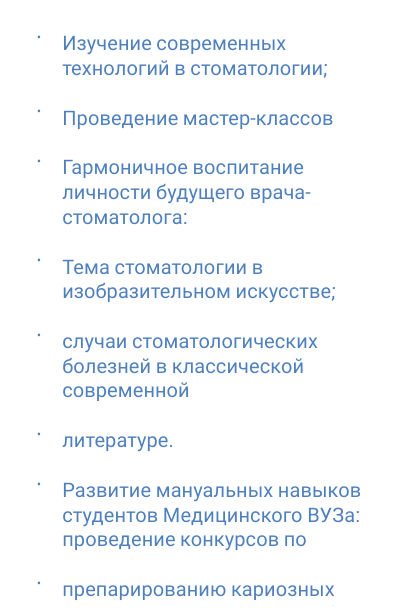 Изучение современных
технологий в стоматологии;
Проведение мастер-классов
Гармоничное воспитание
личности будущего врача-
стоматолога:
Тема стоматологии в
изобразительном искусстве;
случаи стоматологических
болезней в классической
современной
литературе.
Развитие мануальных навыков
студентов Медицинского ВУЗа:
проведение конкурсов по
препарированию кариозных